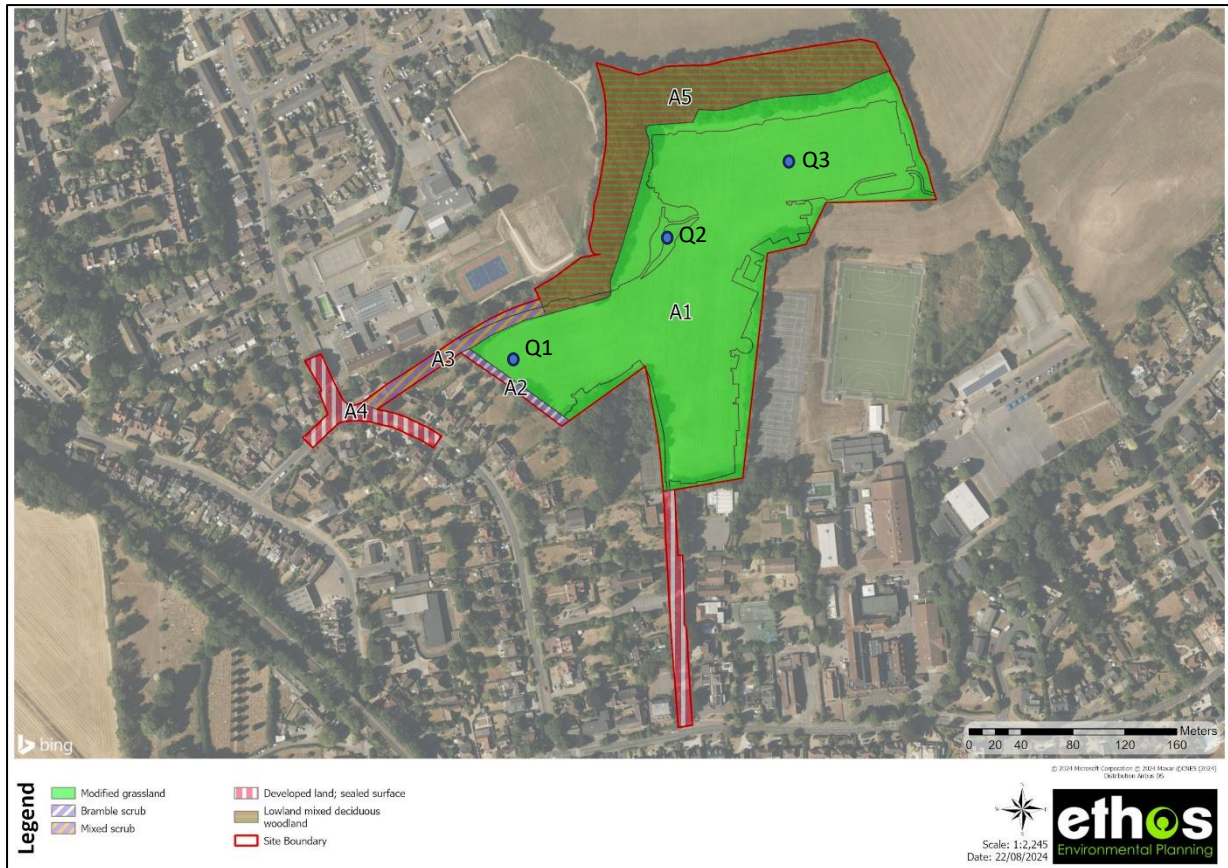 A5
Q3
Q2
A1
Q1
A3
A2
A4
bing
Meters
0 20 40 80 120 160
© 2024 Microsoft Corporation © 2024 Maxar ©CNES (2024)
Distribution Airbus DS
Legend
Modified grassland
Bramble scrub
Mixed scrub
Developed land; sealed surface
Lowland mixed deciduous
woodland
Site Boundary
Scale: 1:2,245
Date: 22/08/2024
ethos
Environmental Planning